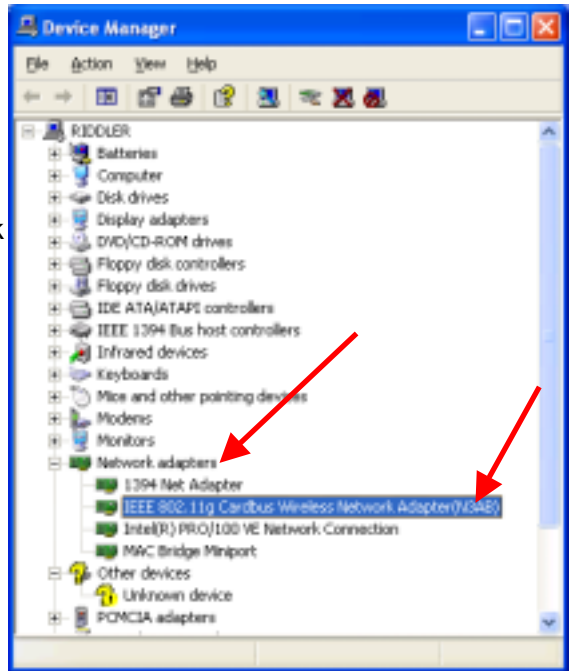 Device Manager
File Action View Help
RIDDLER
Batteries
Computer
Disk drives
Display adapters
DVD/CD-ROM drives
Floppy disk controllers
Floppy disk drives
IDE ATA/ATAPI controllers
IEEE 1394 Bus host controllers
Infrared devices
Keyboards
Mice and other pointing devices
Modems
Monitors
Network adapters
1394 Net Adapter
IEEE 802.11g Cardbus Wireless Network Adapter(N3AB)
Intel(R) PRO/100 VE Network Connection
MAC Bridge Miniport
Other devices
Unknown device
PCMCIA adapters